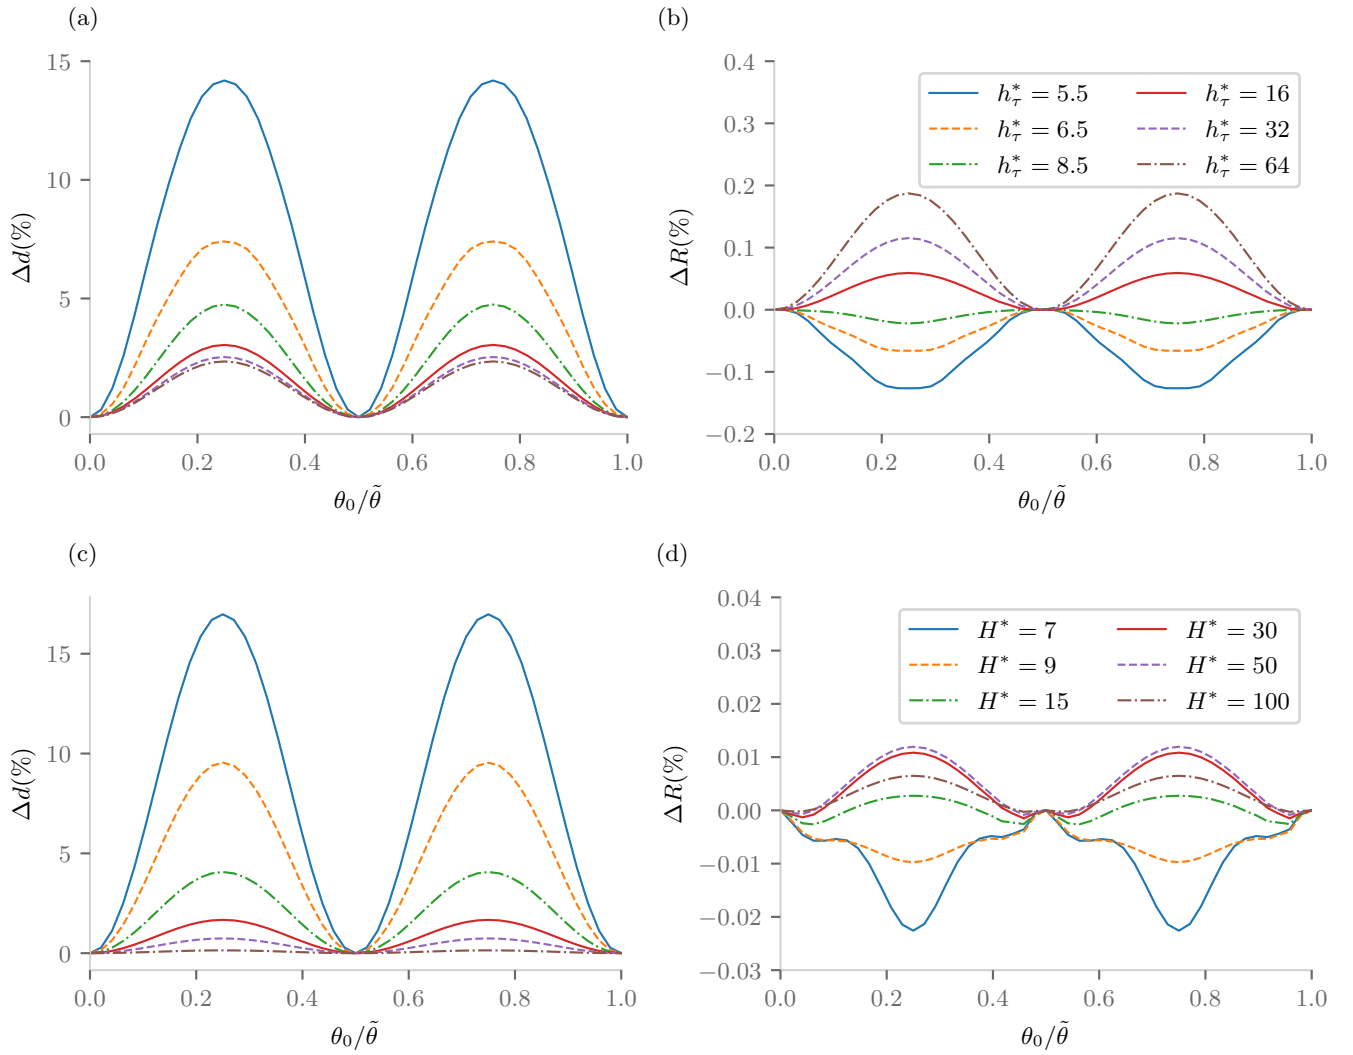 (a)
15
10
5
0
Δd(%)
0.0 0.2 0.4 0.6 0.8 1.0
θ₀/θ̃
(b)
0.4
0.3
0.2
0.1
0.0
−0.1
−0.2
ΔR(%)
h*τ = 5.5 h*τ = 16
h*τ = 6.5 h*τ = 32
h*τ = 8.5 h*τ = 64
0.0 0.2 0.4 0.6 0.8 1.0
θ₀/θ̃
(c)
15
10
5
0
Δd(%)
0.0 0.2 0.4 0.6 0.8 1.0
θ₀/θ̃
(d)
0.04
0.03
0.02
0.01
0.00
−0.01
−0.02
−0.03
ΔR(%)
H* = 7 H* = 30
H* = 9 H* = 50
H* = 15 H* = 100
0.0 0.2 0.4 0.6 0.8 1.0
θ₀/θ̃